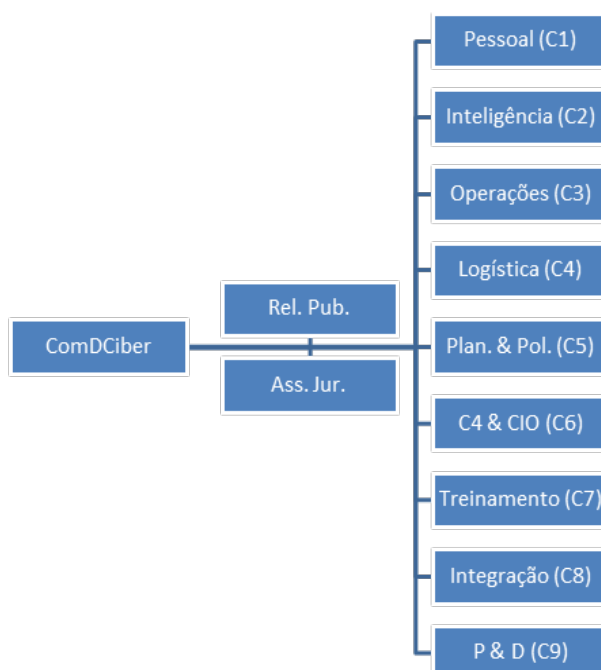 ComDCiber
Rel. Pub.
Ass. Jur.
Pessoal (C1)
Inteligência (C2)
Operações (C3)
Logística (C4)
Plan. & Pol. (C5)
C4 & CIO (C6)
Treinamento (C7)
Integração (C8)
P & D (C9)